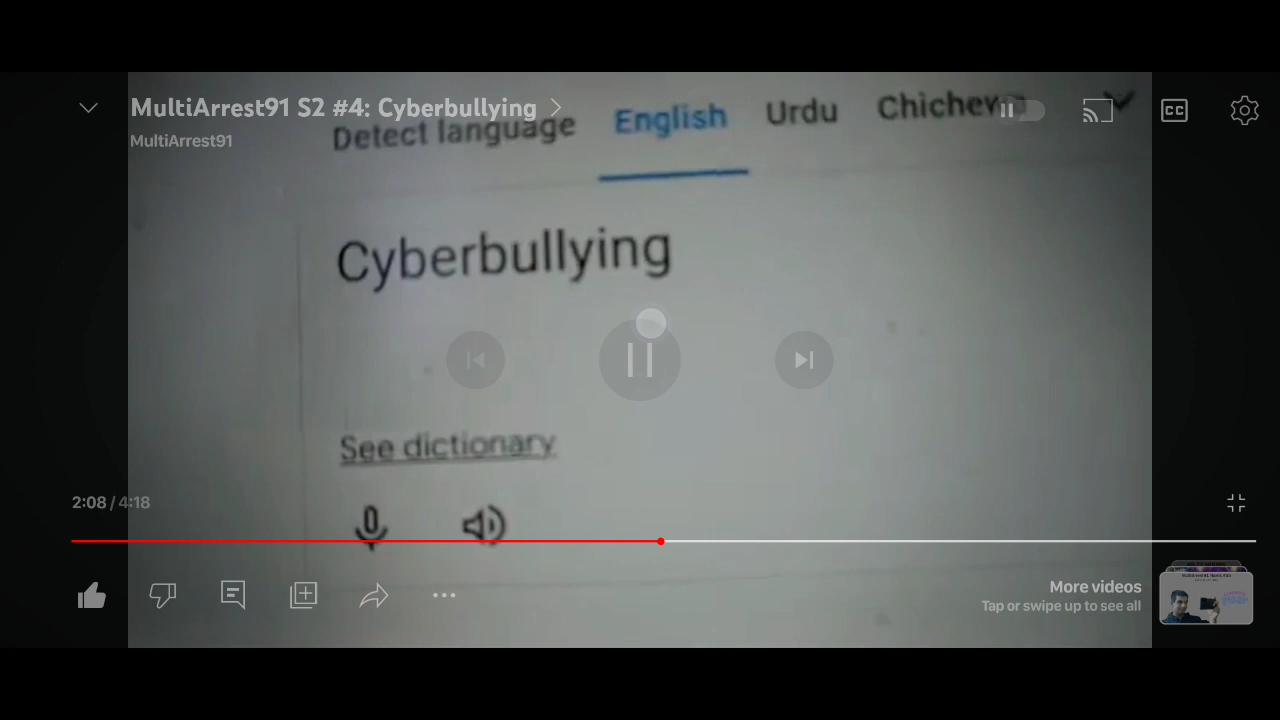 MultiArrest91 S2 #4: Cyberbullying
MultiArrest91
Detect language English Urdu
Cyberbullying
See dictionary
2:08 / 4:18
More videos
Tap or swipe up to see all
CC